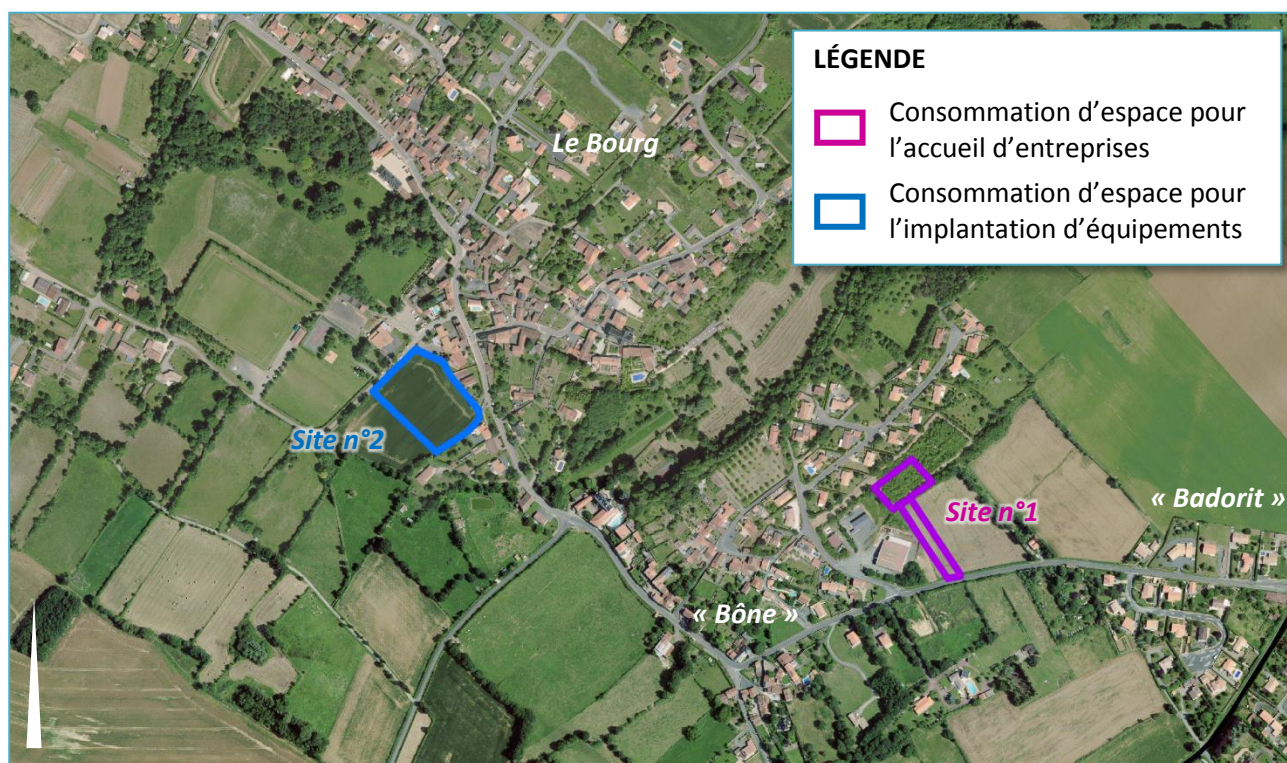 LÉGENDE
Consommation d’espace pour
l’accueil d’entreprises
Consommation d’espace pour
l’implantation d’équipements
Le Bourg
Site n°2
Site n°1
« Badorit »
« Bône »